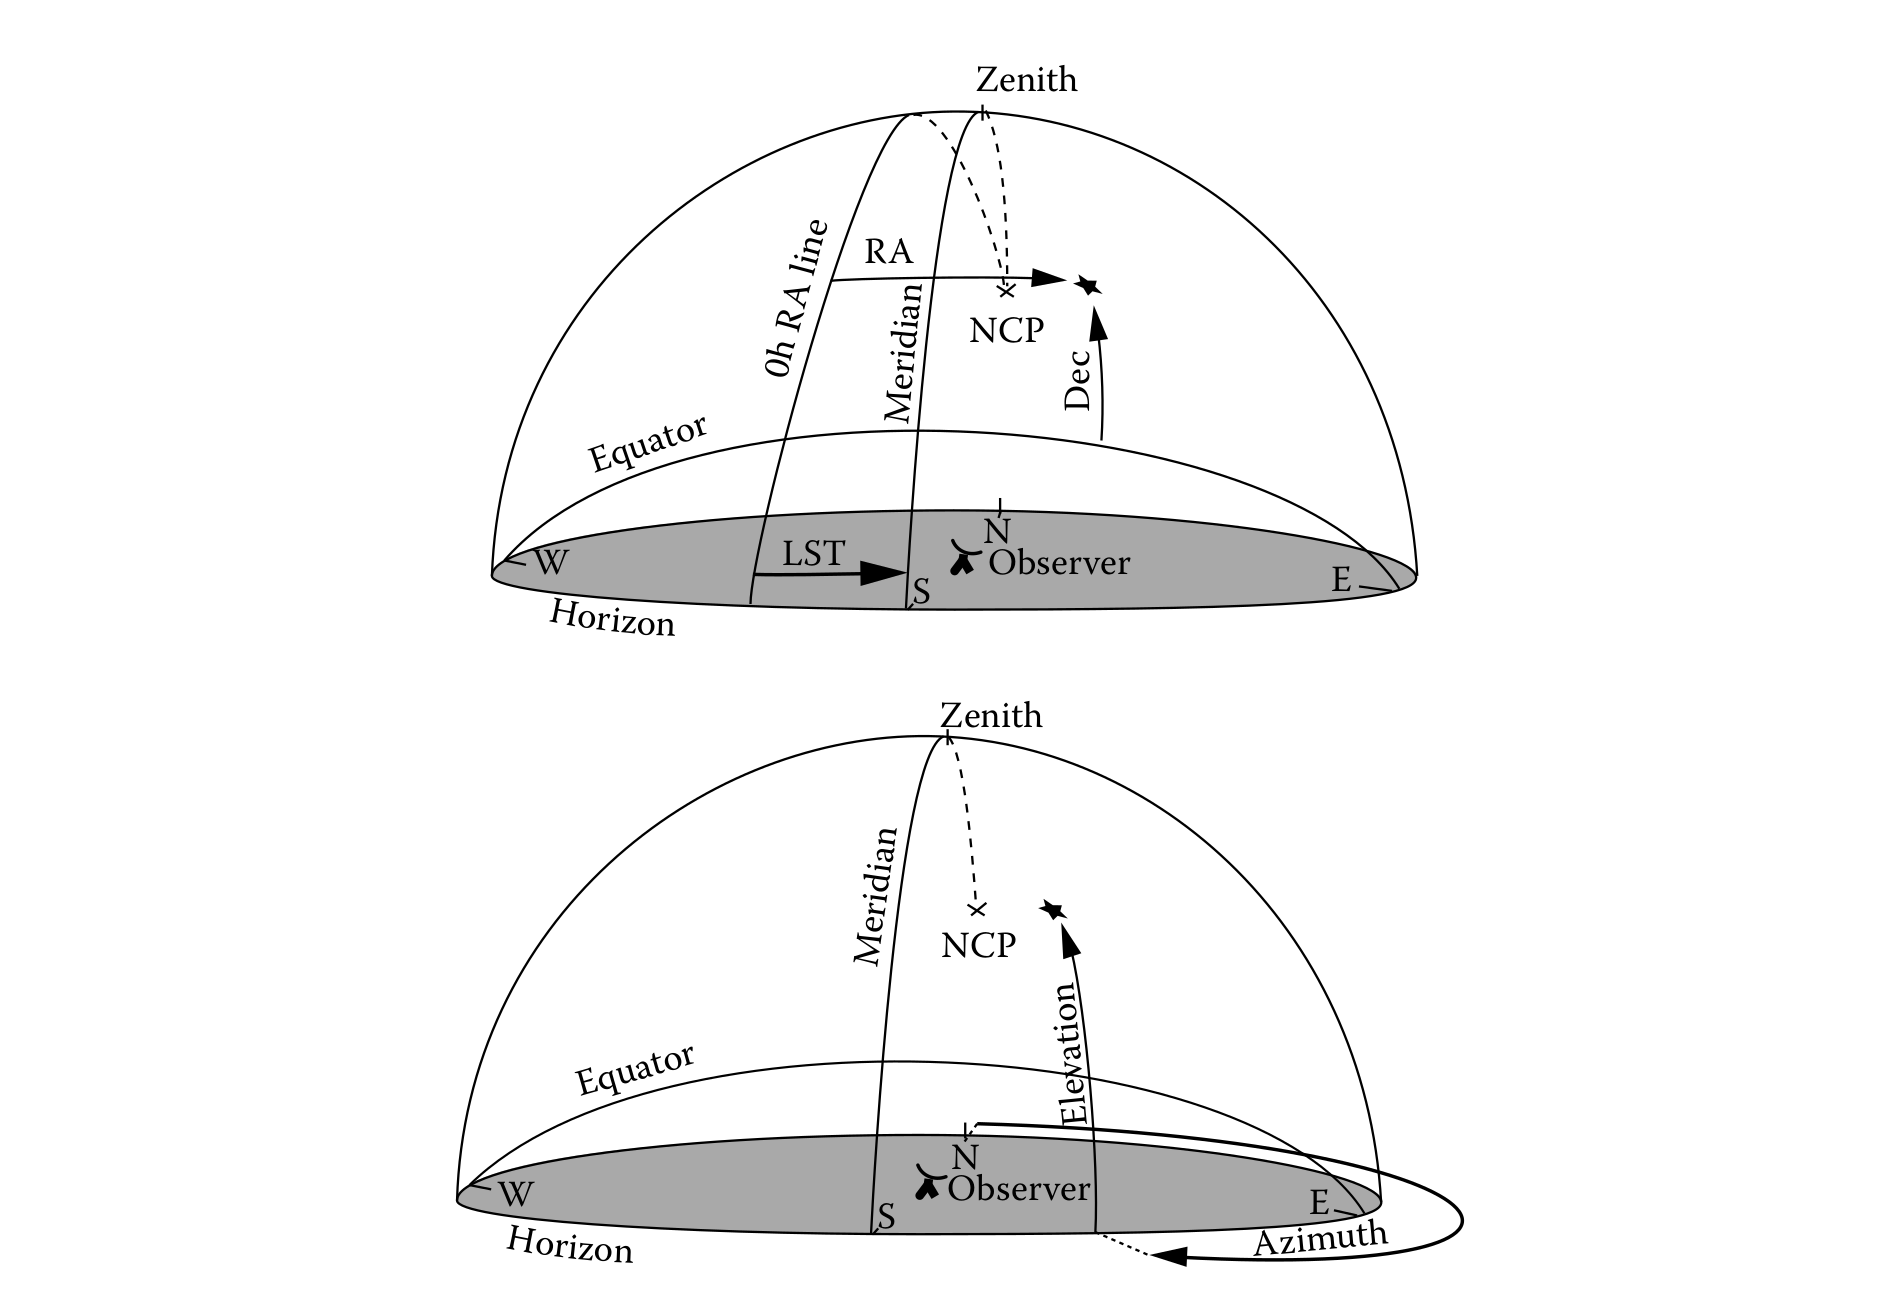 Zenith
RA
0h RA line
Meridian
NCP
Dec
Equator
N
LST
W
Observer
E
S
Horizon
Zenith
Meridian
NCP
Elevation
Equator
N
W
Observer
E
S
Azimuth
Horizon